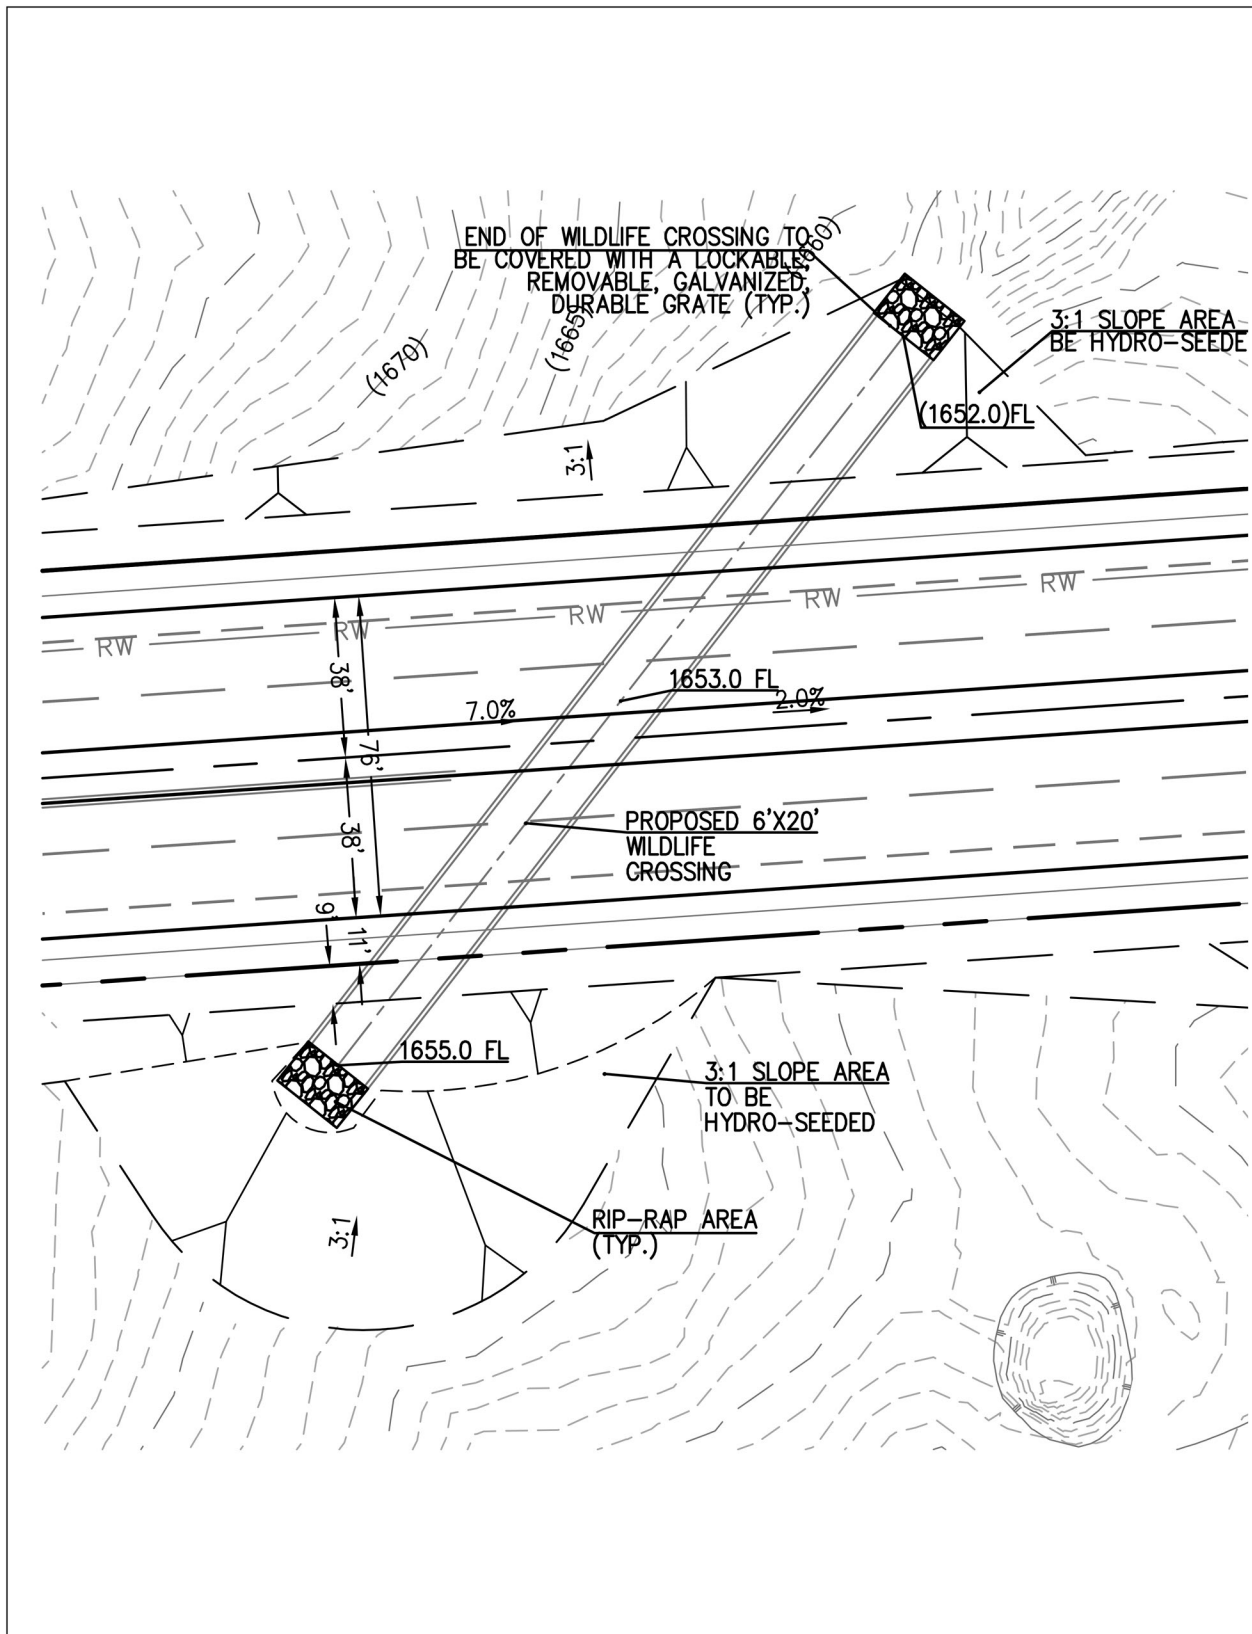 END OF WILDLIFE CROSSING TO
BE COVERED WITH A LOCKABLE,
REMOVABLE, GALVANIZED,
DURABLE GRATE (TYP.)
(1660)
(1665)
(1670)
3:1 SLOPE AREA
BE HYDRO-SEEDE
(1652.0)FL
3:1
RW
RW
RW
RW
RW
38'
76'
38'
1653.0 FL
7.0%
2.0%
PROPOSED 6'X20'
WILDLIFE
CROSSING
9'
11'
1655.0 FL
3:1 SLOPE AREA
TO BE
HYDRO-SEEDED
RIP-RAP AREA
(TYP.)
3:1